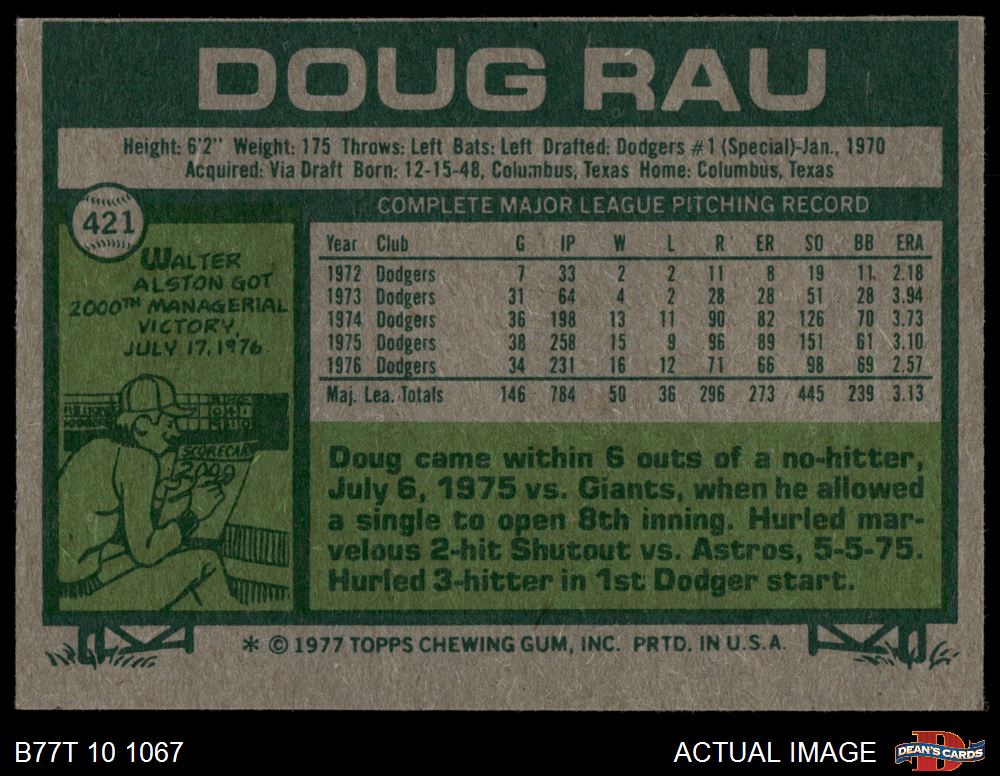 DOUG RAU
Height: 6'2" Weight: 175 Throws: Left Bats: Left Drafted: Dodgers #1 (Special)-Jan., 1970
Acquired: Via Draft Born: 12-15-48, Columbus, Texas Home: Columbus, Texas
421
COMPLETE MAJOR LEAGUE PITCHING RECORD
Year Club G IP W L R ER SO BB ERA
1972 Dodgers 7 33 2 2 11 8 19 11 2.18
1973 Dodgers 31 64 4 2 28 28 51 28 3.94
1974 Dodgers 36 198 13 11 90 82 126 70 3.73
1975 Dodgers 38 258 15 9 96 89 151 61 3.10
1976 Dodgers 34 231 16 12 71 66 98 69 2.57
Maj. Lea. Totals 146 784 50 36 296 273 445 239 3.13
WALTER
ALSTON GOT
2000TH MANAGERIAL
VICTORY,
JULY 17, 1976.
SCORECARD
2000
Doug came within 6 outs of a no-hitter,
July 6, 1975 vs. Giants, when he allowed
a single to open 8th inning. Hurled mar-
velous 2-hit Shutout vs. Astros, 5-5-75.
Hurled 3-hitter in 1st Dodger start.
* © 1977 TOPPS CHEWING GUM, INC. PRTD. IN U.S.A.
B77T 10 1067
ACTUAL IMAGE
D
DEAN'S CARDS